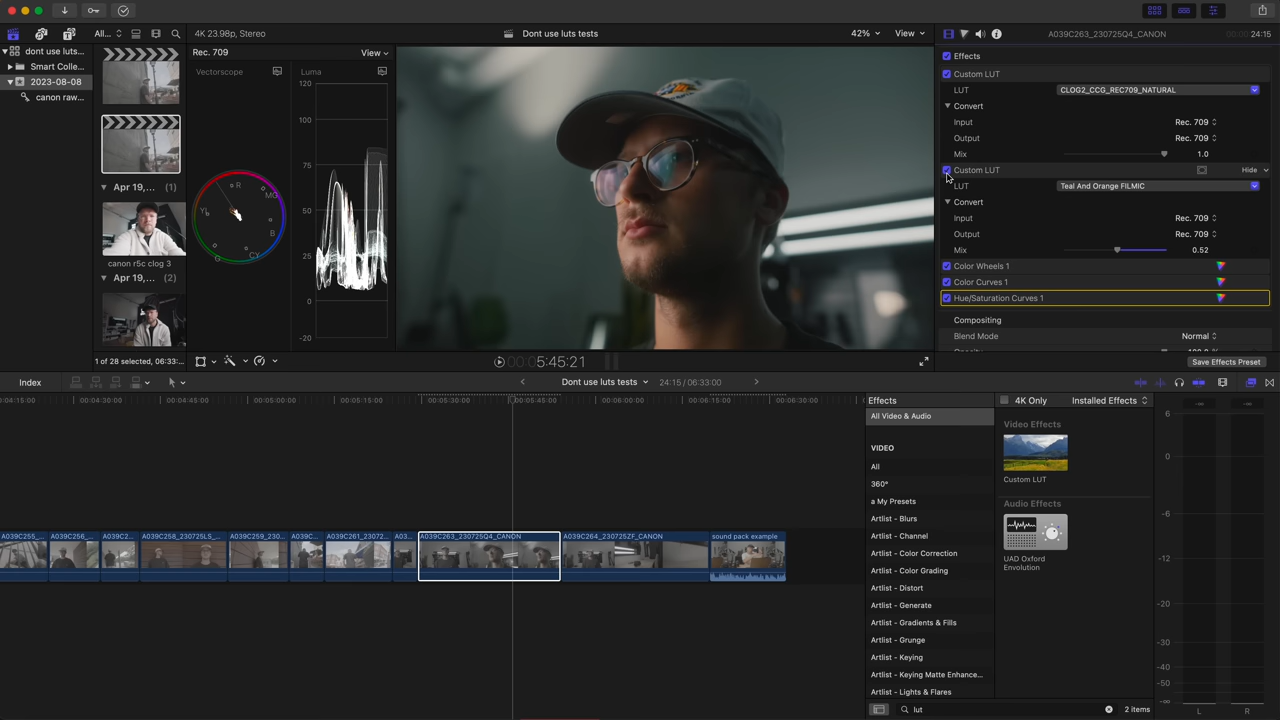 All...
4K 23.98p, Stereo
Dont use luts tests
42%
View
A039C263_230725Q4_CANON
24:15
dont use luts...
Smart Colle...
2023-08-08
canon raw...
Apr 19,... (1)
canon r5c clog 3
Apr 19,... (2)
1 of 28 selected, 06:33:...
Rec. 709
View
Vectorscope
Luma
R
MG
B
CY
G
YL
120
100
75
50
25
0
-20
00:00:5:45:21
Effects
Custom LUT
LUT
CLOG2_CCG_REC709_NATURAL
Convert
Input
Rec. 709
Output
Rec. 709
Mix
1.0
Custom LUT
Hide
LUT
Teal And Orange FILMIC
Convert
Input
Rec. 709
Output
Rec. 709
Mix
0.52
Color Wheels 1
Color Curves 1
Hue/Saturation Curves 1
Compositing
Blend Mode
Normal
Save Effects Preset
Index
Dont use luts tests
24:15 / 06:33:00
:04:15:00
00:04:30:00
00:04:45:00
00:05:00:00
00:05:15:00
00:05:30:00
00:05:45:00
00:06:00:00
00:06:15:00
00:06:30:00
A039C255_...
A039C256_...
A039C2...
A039C258_230725LS_...
A039C259_230...
A039C...
A039C261_23072...
A03...
A039C263_230725Q4_CANON
A039C264_230725ZF_CANON
sound pack example
Effects
4K Only
Installed Effects
All Video & Audio
VIDEO
All
360°
a My Presets
Artlist - Blurs
Artlist - Channel
Artlist - Color Correction
Artlist - Color Grading
Artlist - Distort
Artlist - Generate
Artlist - Gradients & Fills
Artlist - Grunge
Artlist - Keying
Artlist - Keying Matte Enhance...
Artlist - Lights & Flares
Video Effects
Custom LUT
Audio Effects
UAD Oxford
Envolution
lut
2 items
6
0
-6
-12
-20
-30
-40
-50
-∞
L
R